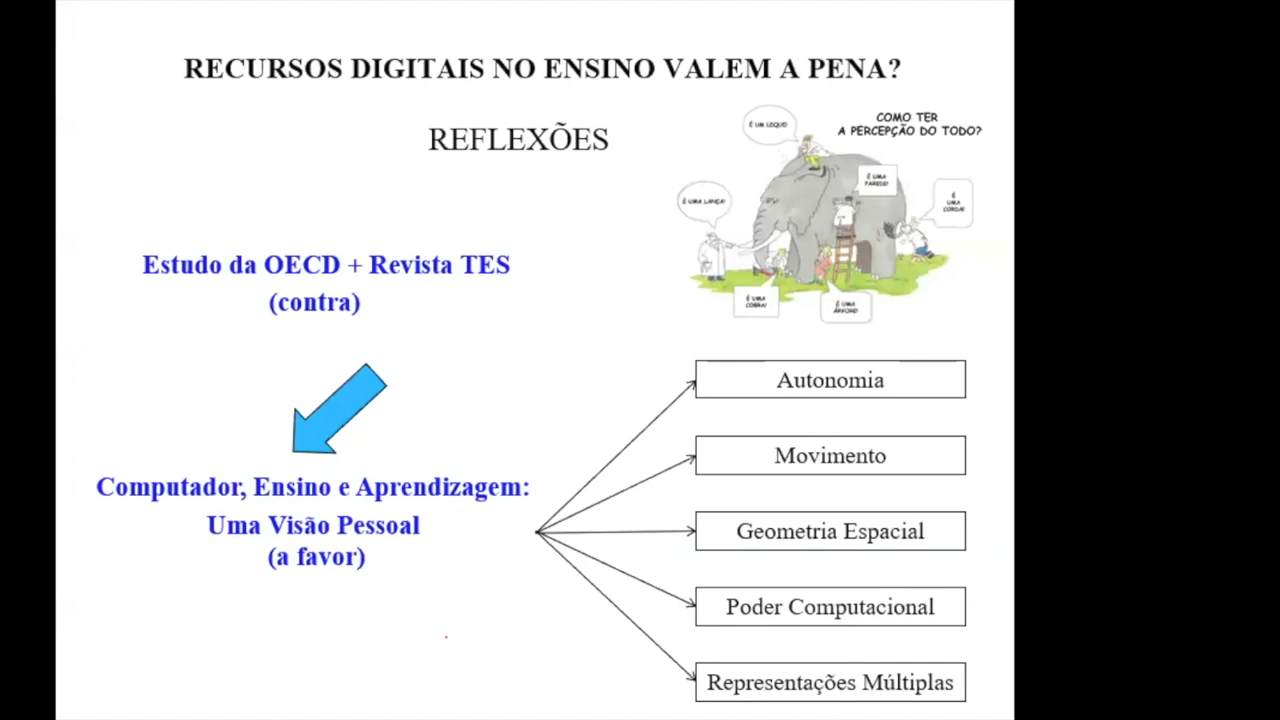 RECURSOS DIGITAIS NO ENSINO VALEM A PENA?
REFLEXÕES
COMO TER
A PERCEPÇÃO DO TODO?
É UM LEQUE!
É UMA
PAREDE!
É UMA LANÇA!
É
UMA
CORDA!
É UMA
COBRA!
É UMA
ÁRVORE!
Estudo da OECD + Revista TES
(contra)
Computador, Ensino e Aprendizagem:
Uma Visão Pessoal
(a favor)
Autonomia
Movimento
Geometria Espacial
Poder Computacional
Representações Múltiplas